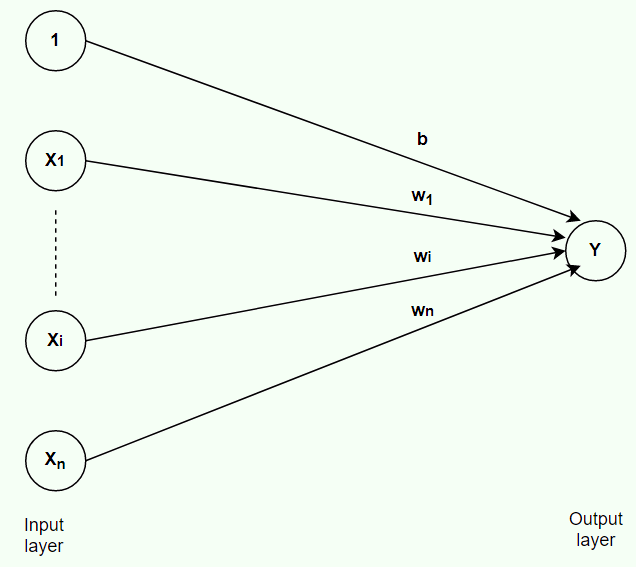 1
b
X1
w1
Y
wi
Xi
wn
Xn
Input
layer
Output
layer